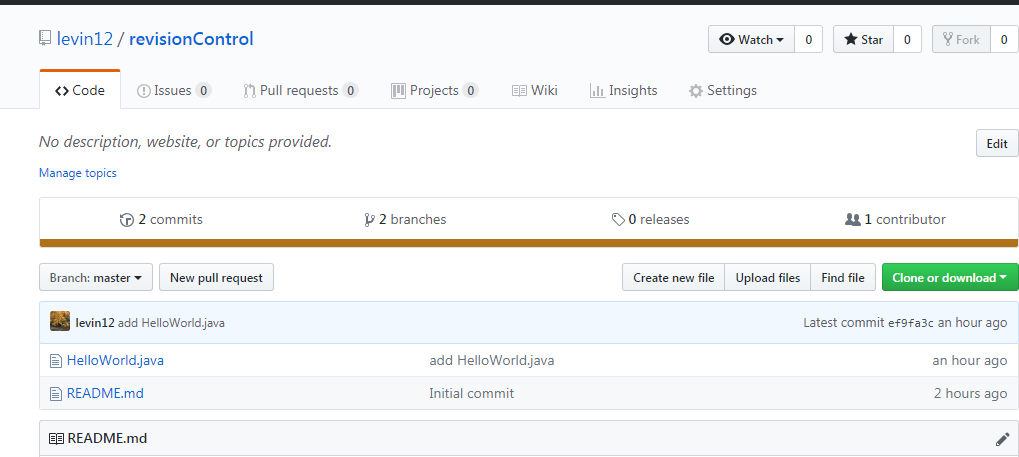 levin12 / revisionControl
Watch 0 Star 0 Fork 0
Code Issues 0 Pull requests 0 Projects 0 Wiki Insights Settings
No description, website, or topics provided. Edit
Manage topics
2 commits 2 branches 0 releases 1 contributor
Branch: master New pull request Create new file Upload files Find file Clone or download
levin12 add HelloWorld.java Latest commit ef9fa3c an hour ago
HelloWorld.java add HelloWorld.java an hour ago
README.md Initial commit 2 hours ago
README.md